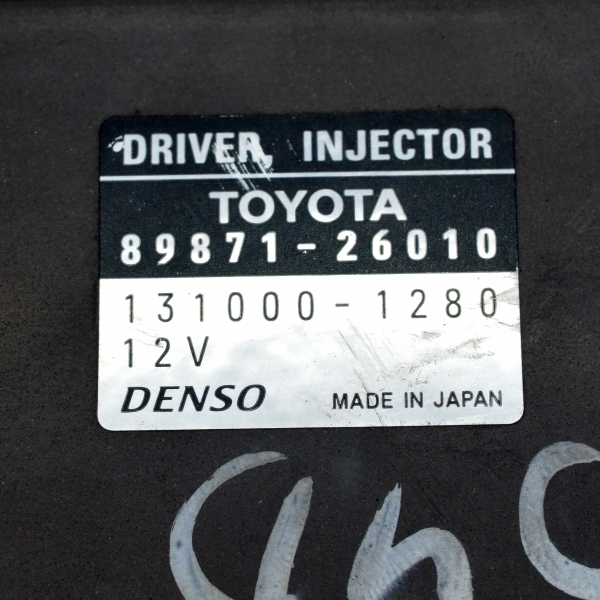 DRIVER, INJECTOR
TOYOTA
89871-26010
131000-1280
12V
DENSO MADE IN JAPAN